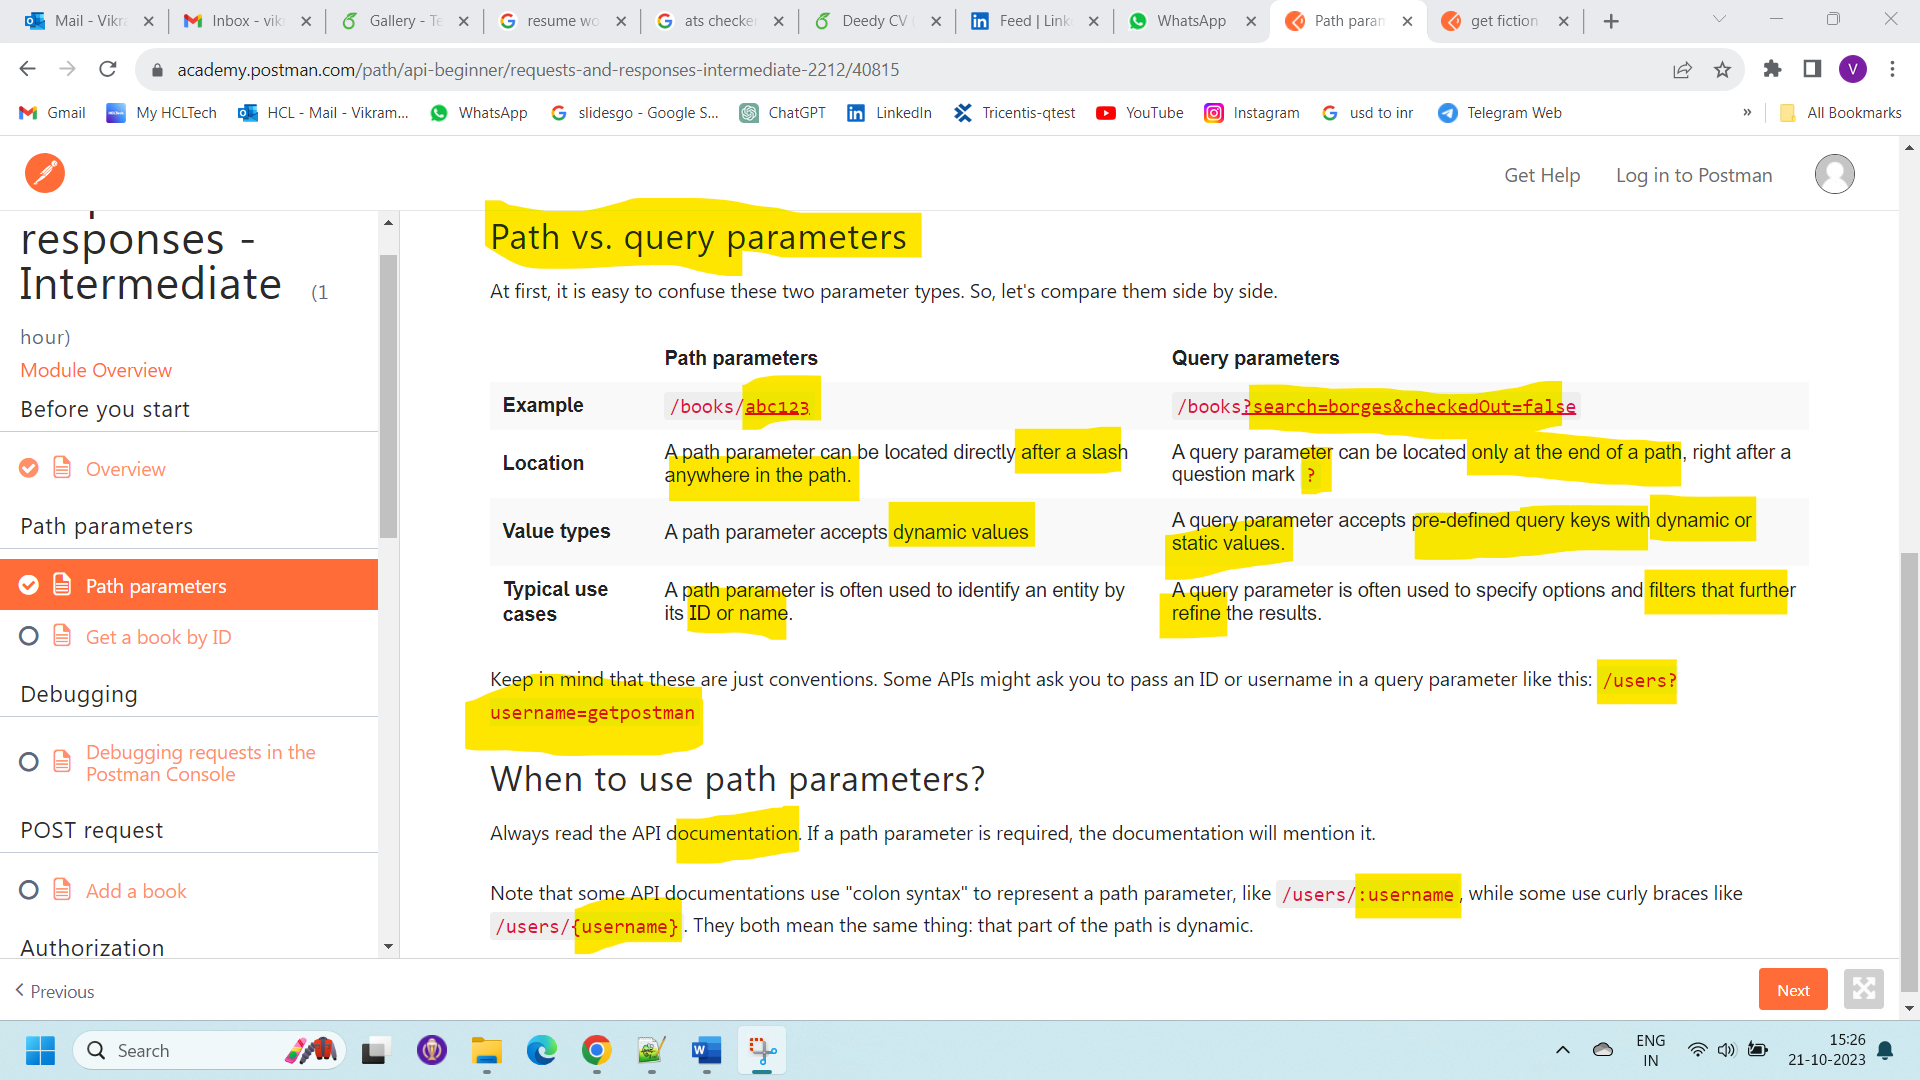 Mail - Vikra
Inbox - vik
Gallery - Te
resume wo
ats checke
Deedy CV (
Feed | Link
WhatsApp
Path param
get fiction
academy.postman.com/path/api-beginner/requests-and-responses-intermediate-2212/40815
V
Gmail
My HCLTech
HCL - Mail - Vikram...
WhatsApp
slidesgo - Google S...
ChatGPT
LinkedIn
Tricentis-qtest
YouTube
Instagram
usd to inr
Telegram Web
»
All Bookmarks
Get Help
Log in to Postman
responses -
Intermediate (1
hour)
Module Overview
Before you start
Overview
Path parameters
Path parameters
Get a book by ID
Debugging
Debugging requests in the
Postman Console
POST request
Add a book
Authorization
Path vs. query parameters
At first, it is easy to confuse these two parameter types. So, let's compare them side by side.
Path parameters
Query parameters
Example
/books/abc123
/books?search=borges&checkedOut=false
Location
A path parameter can be located directly after a slash
anywhere in the path.
A query parameter can be located only at the end of a path, right after a
question mark ?
Value types
A path parameter accepts dynamic values
A query parameter accepts pre-defined query keys with dynamic or
static values.
Typical use
cases
A path parameter is often used to identify an entity by
its ID or name.
A query parameter is often used to specify options and filters that further
refine the results.
Keep in mind that these are just conventions. Some APIs might ask you to pass an ID or username in a query parameter like this: /users?
username=getpostman
When to use path parameters?
Always read the API documentation. If a path parameter is required, the documentation will mention it.
Note that some API documentations use "colon syntax" to represent a path parameter, like /users/:username, while some use curly braces like
/users/{username}. They both mean the same thing: that part of the path is dynamic.
Previous
Next
Search
ENG
IN
15:26
21-10-2023